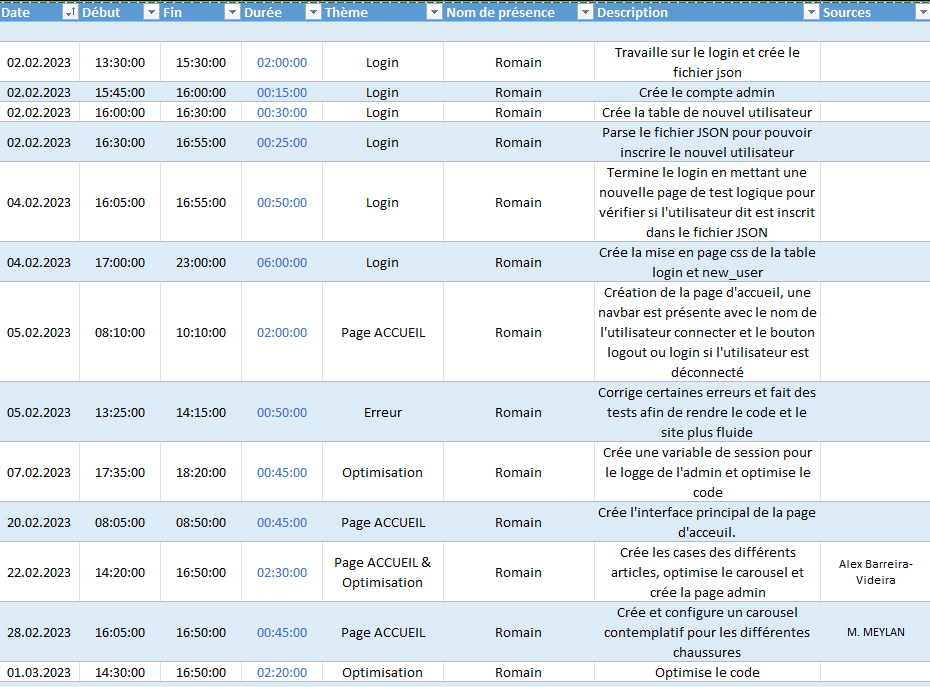 Date Début Fin Durée Thème Nom de présence Description Sources
02.02.2023 13:30:00 15:30:00 02:00:00 Login Romain Travaille sur le login et crée le
fichier json
02.02.2023 15:45:00 16:00:00 00:15:00 Login Romain Crée le compte admin
02.02.2023 16:00:00 16:30:00 00:30:00 Login Romain Crée la table de nouvel utilisateur
02.02.2023 16:30:00 16:55:00 00:25:00 Login Romain Parse le fichier JSON pour pouvoir
inscrire le nouvel utilisateur
04.02.2023 16:05:00 16:55:00 00:50:00 Login Romain Termine le login en mettant une
nouvelle page de test logique pour
vérifier si l'utilisateur dit est inscrit
dans le fichier JSON
04.02.2023 17:00:00 23:00:00 06:00:00 Login Romain Crée la mise en page css de la table
login et new_user
05.02.2023 08:10:00 10:10:00 02:00:00 Page ACCUEIL Romain Création de la page d'accueil, une
navbar est présente avec le nom de
l'utilisateur connecter et le bouton
logout ou login si l'utilisateur est
déconnecté
05.02.2023 13:25:00 14:15:00 00:50:00 Erreur Romain Corrige certaines erreurs et fait des
tests afin de rendre le code et le
site plus fluide
07.02.2023 17:35:00 18:20:00 00:45:00 Optimisation Romain Crée une variable de session pour
le logge de l'admin et optimise le
code
20.02.2023 08:05:00 08:50:00 00:45:00 Page ACCUEIL Romain Crée l'interface principal de la page
d'acceuil.
22.02.2023 14:20:00 16:50:00 02:30:00 Page ACCUEIL &
Optimisation Romain Crée les cases des différents
articles, optimise le carousel et
crée la page admin Alex Barreira-
Videira
28.02.2023 16:05:00 16:50:00 00:45:00 Page ACCUEIL Romain Crée et configure un carousel
contemplatif pour les différentes
chaussures M. MEYLAN
01.03.2023 14:30:00 16:50:00 02:20:00 Optimisation Romain Optimise le code